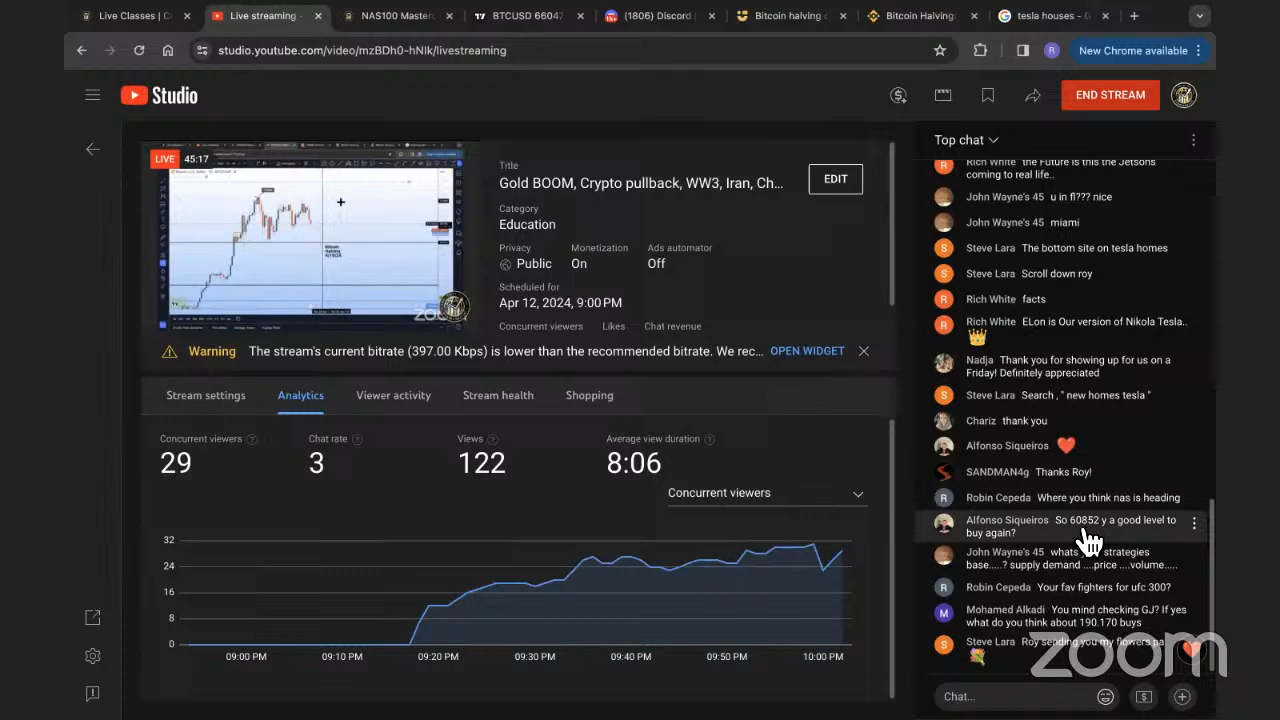 Live Classes | C
Live streaming -
NAS100 Master
BTCUSD 66047
(1806) Discord |
Bitcoin halving c
Bitcoin Halving:
tesla houses - G
studio.youtube.com/video/mzBDh0-hNlk/livestreaming
R
New Chrome available
Studio
END STREAM
LIVE 45:17
Title
Gold BOOM, Crypto pullback, WW3, Iran, Ch...
EDIT
Category
Education
Privacy
Monetization
Ads automator
Public
On
Off
Scheduled for
Apr 12, 2024, 9:00 PM
Concurrent viewers
Likes
Chat revenue
Bitcoin
Halving
Warning
The stream's current bitrate (397.00 Kbps) is lower than the recommended bitrate. We rec...
OPEN WIDGET
Stream settings
Analytics
Viewer activity
Stream health
Shopping
Concurrent viewers
Chat rate
Views
Average view duration
29
3
122
8:06
Concurrent viewers
32
24
16
8
0
09:00 PM
09:10 PM
09:20 PM
09:30 PM
09:40 PM
09:50 PM
10:00 PM
Top chat
Rich White the Future is this the Jetsons
coming to real life..
John Wayne's 45 u in fl??? nice
John Wayne's 45 miami
Steve Lara The bottom site on tesla homes
Steve Lara Scroll down roy
Rich White facts
Rich White ELon is Our version of Nikola Tesla..
Nadja Thank you for showing up for us on a
Friday! Definitely appreciated
Steve Lara Search , " new homes tesla "
Chariz thank you
Alfonso Siqueiros
SANDMAN4g Thanks Roy!
Robin Cepeda Where you think nas is heading
Alfonso Siqueiros So 60852 y a good level to
buy again?
John Wayne's 45 whats strategies
base.....? supply demand ....price ....volume.....
Robin Cepeda Your fav fighters for ufc 300?
Mohamed Alkadi You mind checking GJ? If yes
what do you think about 190.170 buys
Steve Lara Roy sending you my flowers
Chat...
zoom